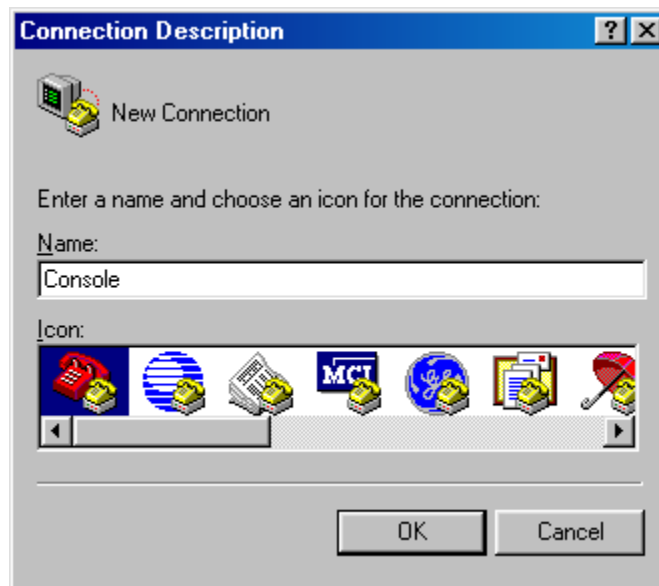 Connection Description
New Connection
Enter a name and choose an icon for the connection:
Name:
Console
Icon:
MCI
OK Cancel